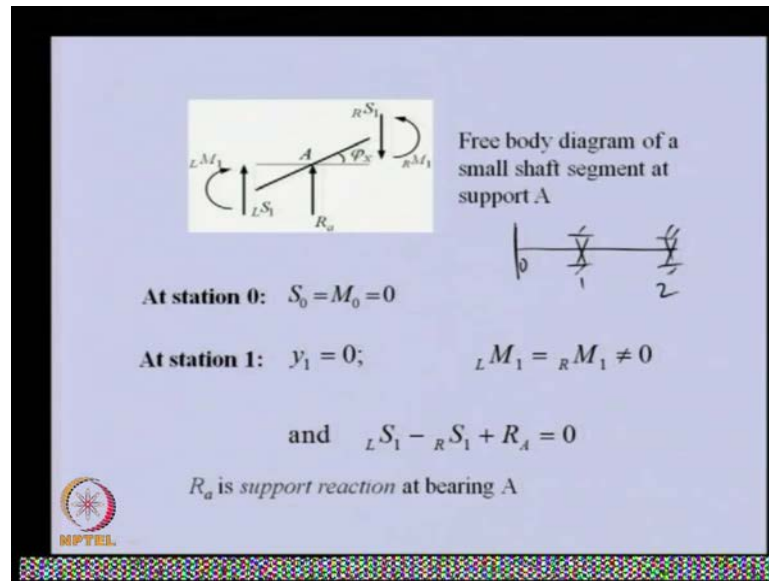 RS₁
LM₁ A φₓ RM₁
LS₁
Rₐ
Free body diagram of a
small shaft segment at
support A
0 1 2
At station 0: S₀ = M₀ = 0
At station 1: y₁ = 0; LM₁ = RM₁ ≠ 0
and LS₁ − RS₁ + R_A = 0
Rₐ is support reaction at bearing A
NPTEL